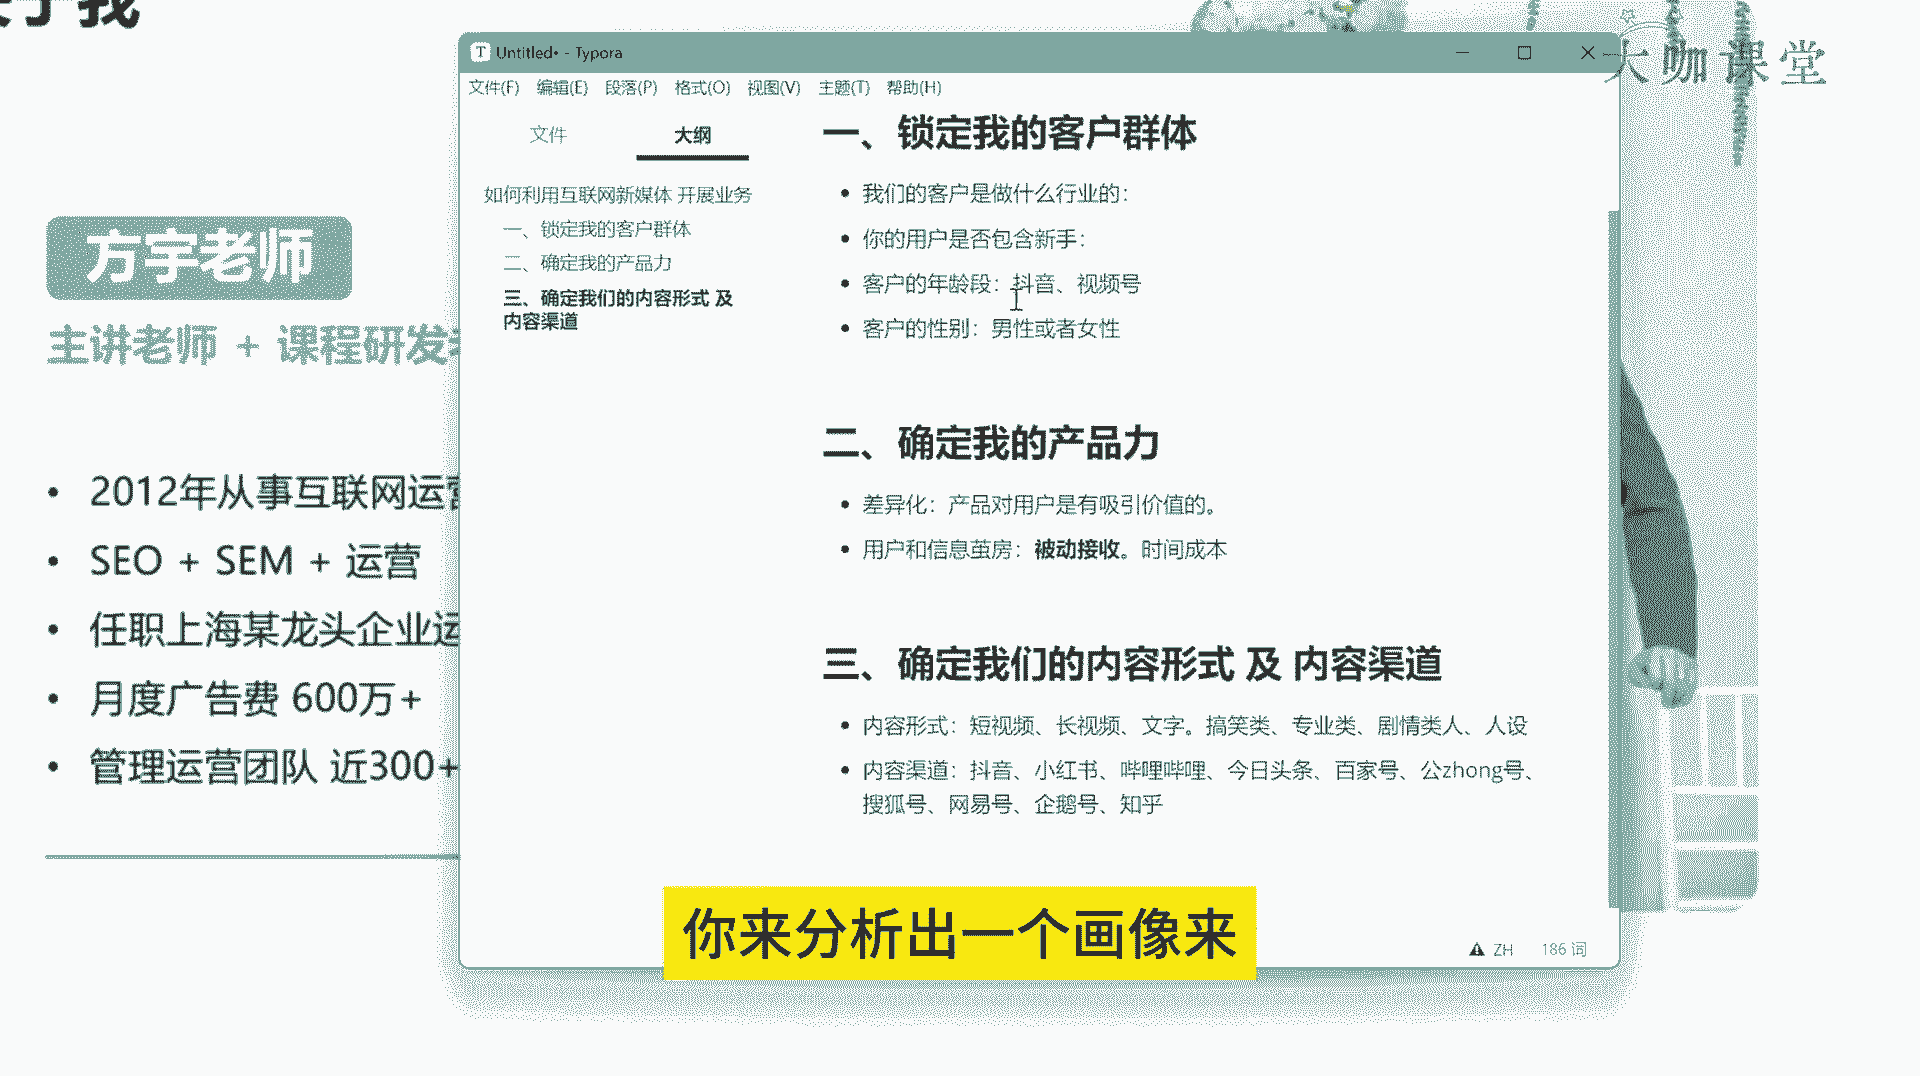 关于我
大咖课堂
Untitled• - Typora
文件(F) 编辑(E) 段落(P) 格式(O) 视图(V) 主题(T) 帮助(H)
文件 大纲
如何利用互联网新媒体 开展业务
一、锁定我的客户群体
二、确定我的产品力
三、确定我们的内容形式 及
内容渠道
一、锁定我的客户群体
• 我们的客户是做什么行业的：
• 你的用户是否包含新手：
• 客户的年龄段：抖音、视频号
• 客户的性别：男性或者女性
二、确定我的产品力
• 差异化：产品对用户是有吸引价值的。
• 用户和信息茧房：被动接收。时间成本
三、确定我们的内容形式 及 内容渠道
• 内容形式：短视频、长视频、文字。搞笑类、专业类、剧情类人、人设
• 内容渠道：抖音、小红书、哔哩哔哩、今日头条、百家号、公zhong号、
搜狐号、网易号、企鹅号、知乎
ZH 186 词
方宇老师
主讲老师 + 课程研发
• 2012年从事互联网运营
• SEO + SEM + 运营
• 任职上海某龙头企业运
• 月度广告费 600万+
• 管理运营团队 近300+
你来分析出一个画像来